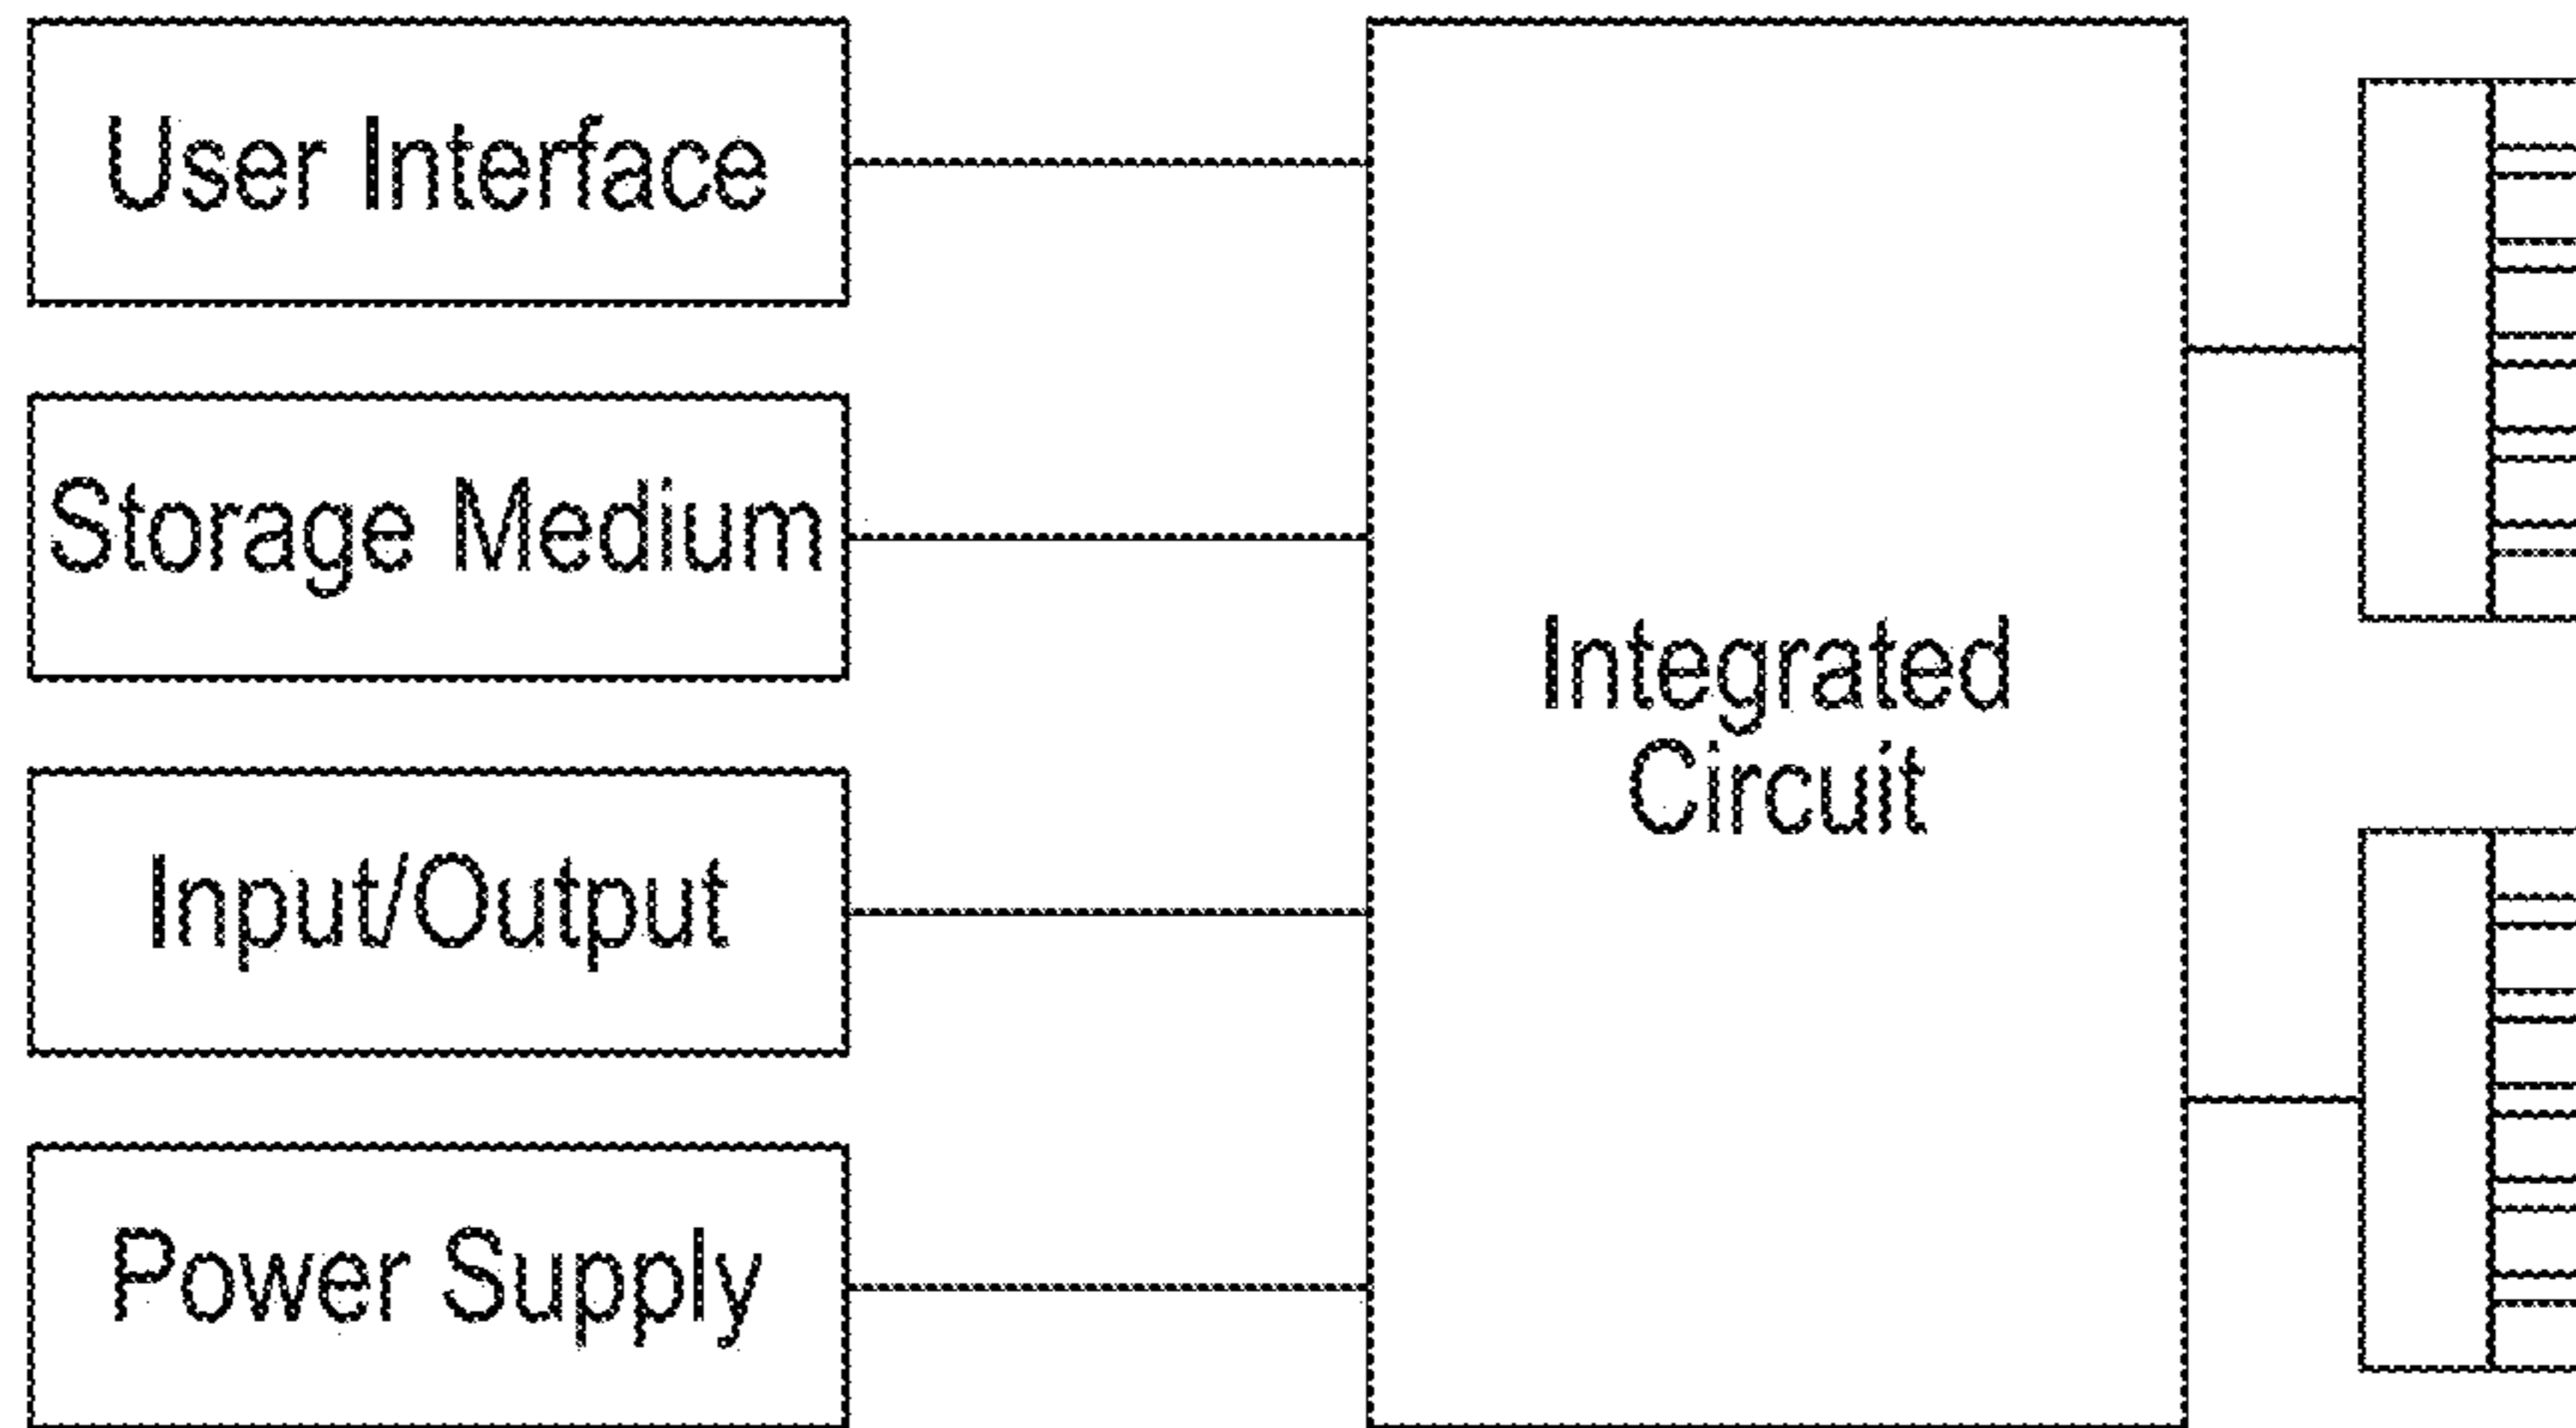 User Interface
Storage Medium
Input/Output
Power Supply
Integrated
Circuit